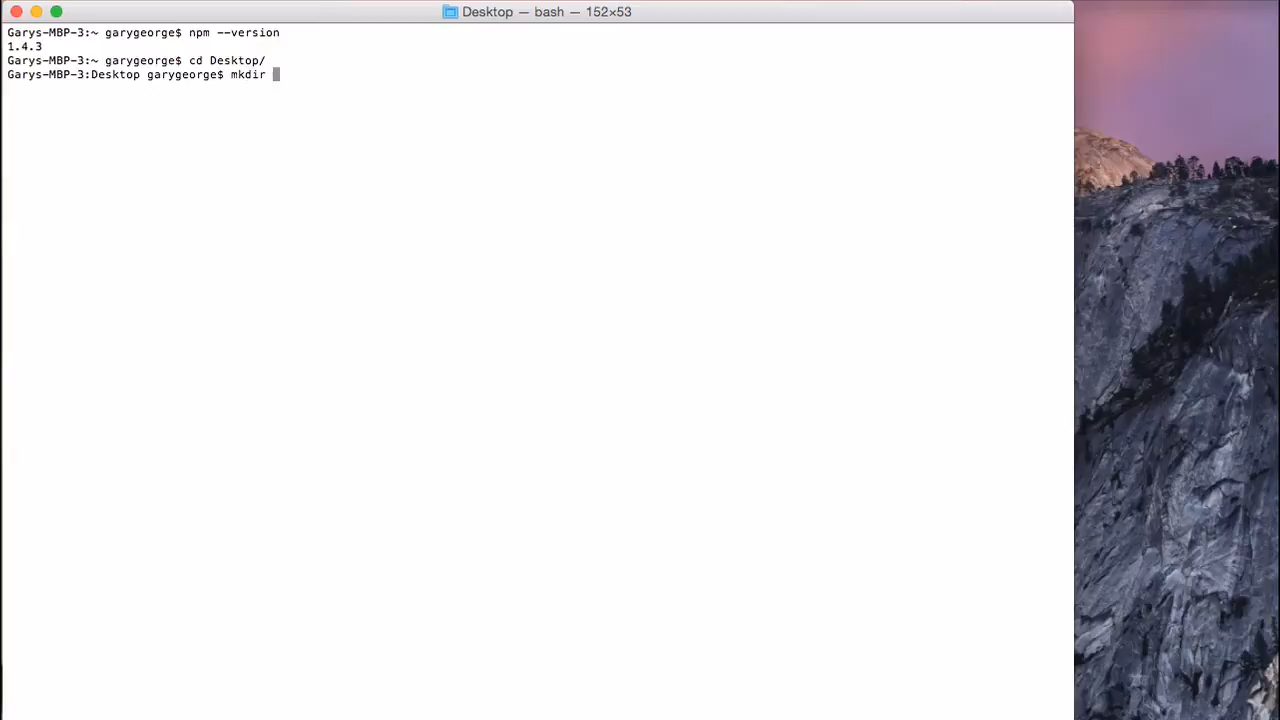 Desktop — bash — 152×53
Garys-MBP-3:~ garygeorge$ npm --version
1.4.3
Garys-MBP-3:~ garygeorge$ cd Desktop/
Garys-MBP-3:Desktop garygeorge$ mkdir